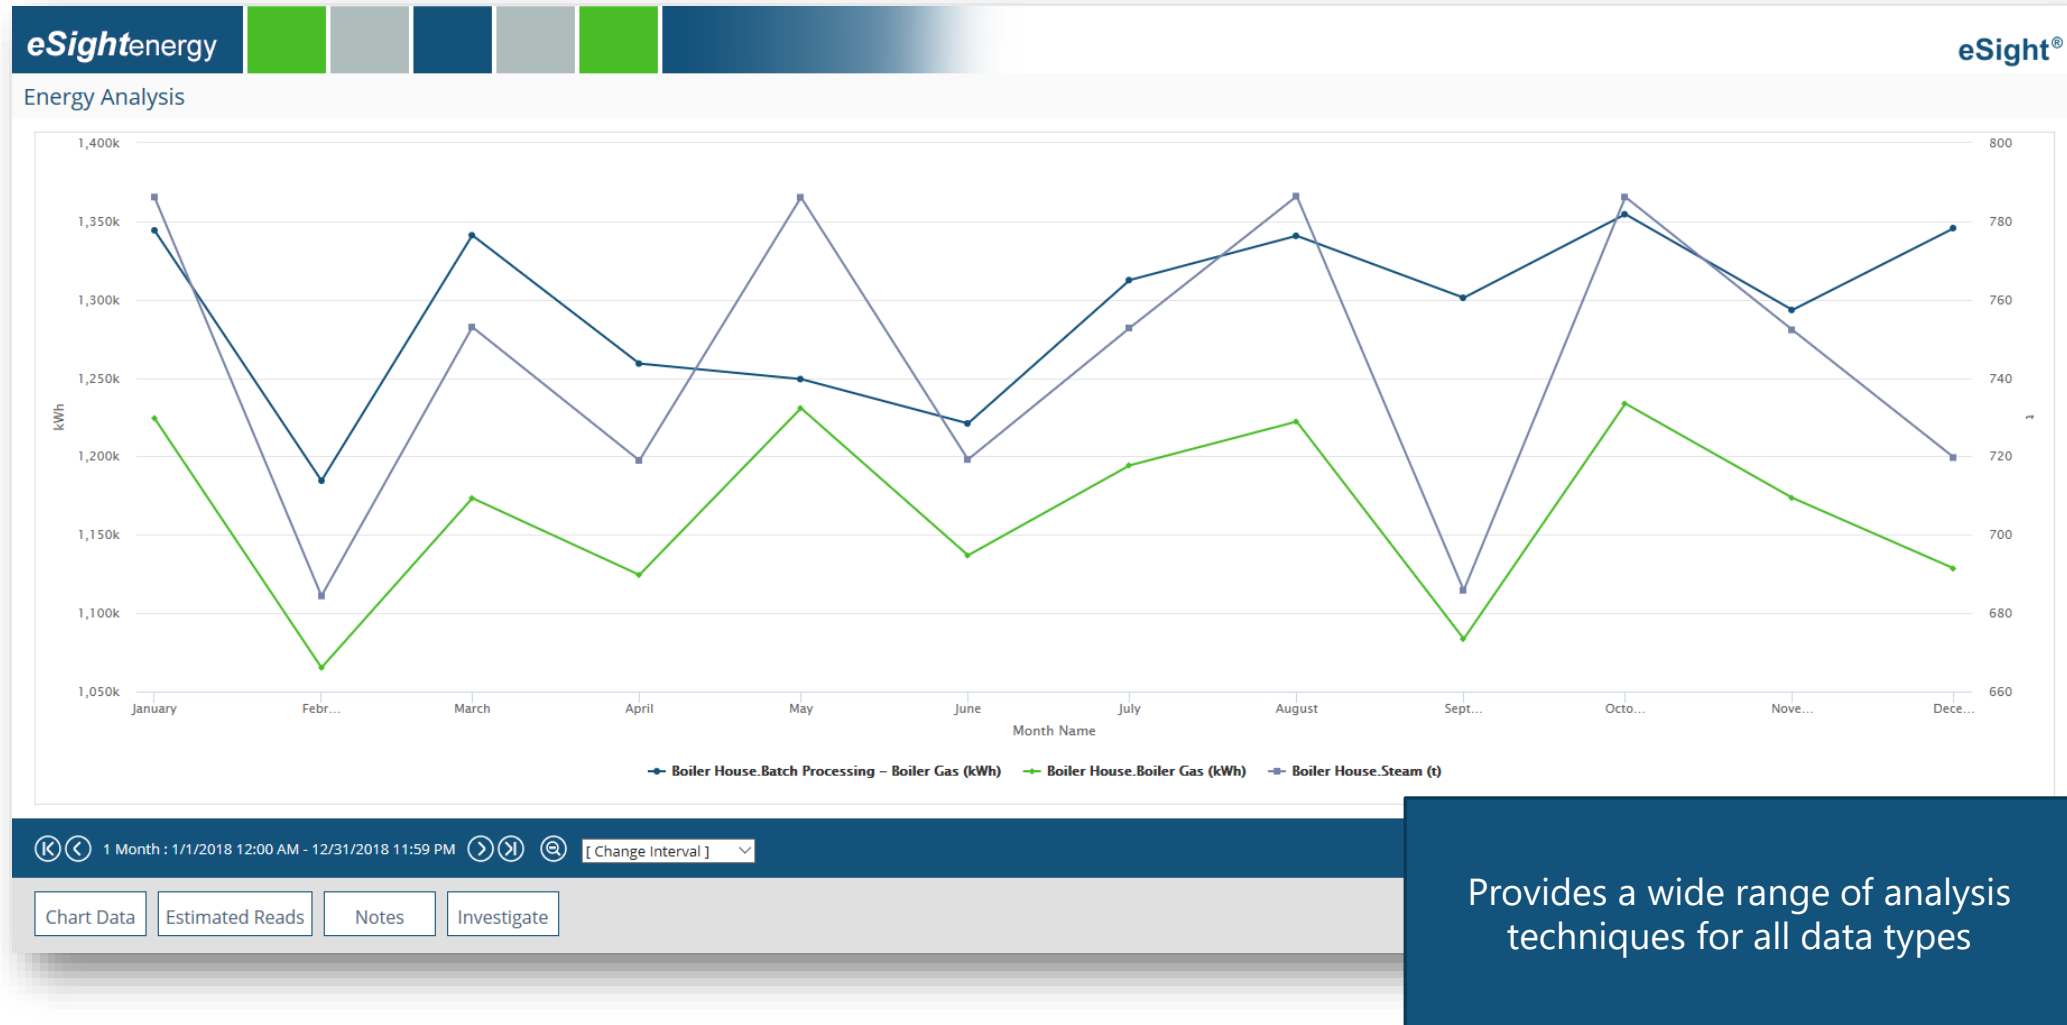 eSightenergy
eSight®
Energy Analysis
1,400k
1,350k
1,300k
1,250k
1,200k
1,150k
1,100k
1,050k
kWh
800
780
760
740
720
700
680
660
t
January Febr... March April May June July August Sept... Octo... Nove... Dece...
Month Name
Boiler House.Batch Processing - Boiler Gas (kWh) Boiler House.Boiler Gas (kWh) Boiler House.Steam (t)
1 Month : 1/1/2018 12:00 AM - 12/31/2018 11:59 PM [ Change Interval ]
Chart Data Estimated Reads Notes Investigate
Provides a wide range of analysis
techniques for all data types